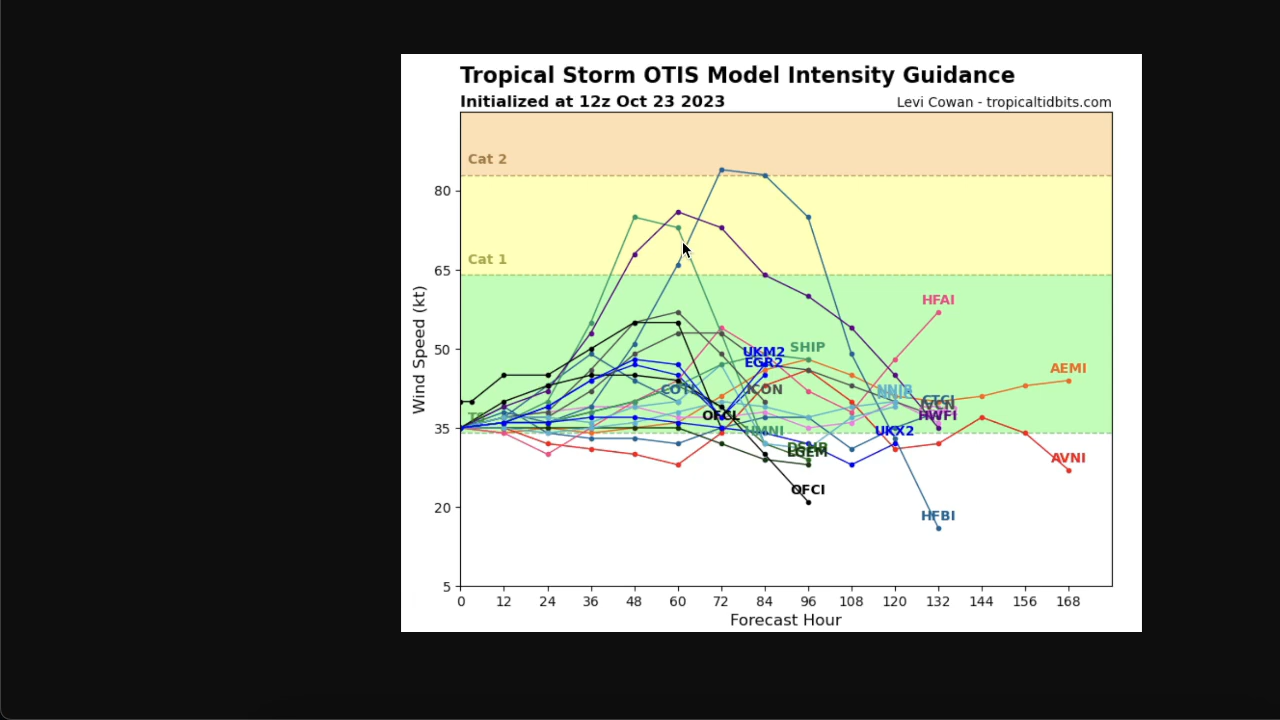 Tropical Storm OTIS Model Intensity Guidance
Initialized at 12z Oct 23 2023
Levi Cowan - tropicaltidbits.com
Cat 2
80
Cat 1
65
HFAI
50
UKM2
SHIP
EGR2
AEMI
COTI
ICON
NNIB
CTCI
IVCN
OFCL
HWFI
35
HMNI
UKX2
DSHP
LGEM
AVNI
OFCI
20
HFBI
5
Wind Speed (kt)
0 12 24 36 48 60 72 84 96 108 120 132 144 156 168
Forecast Hour